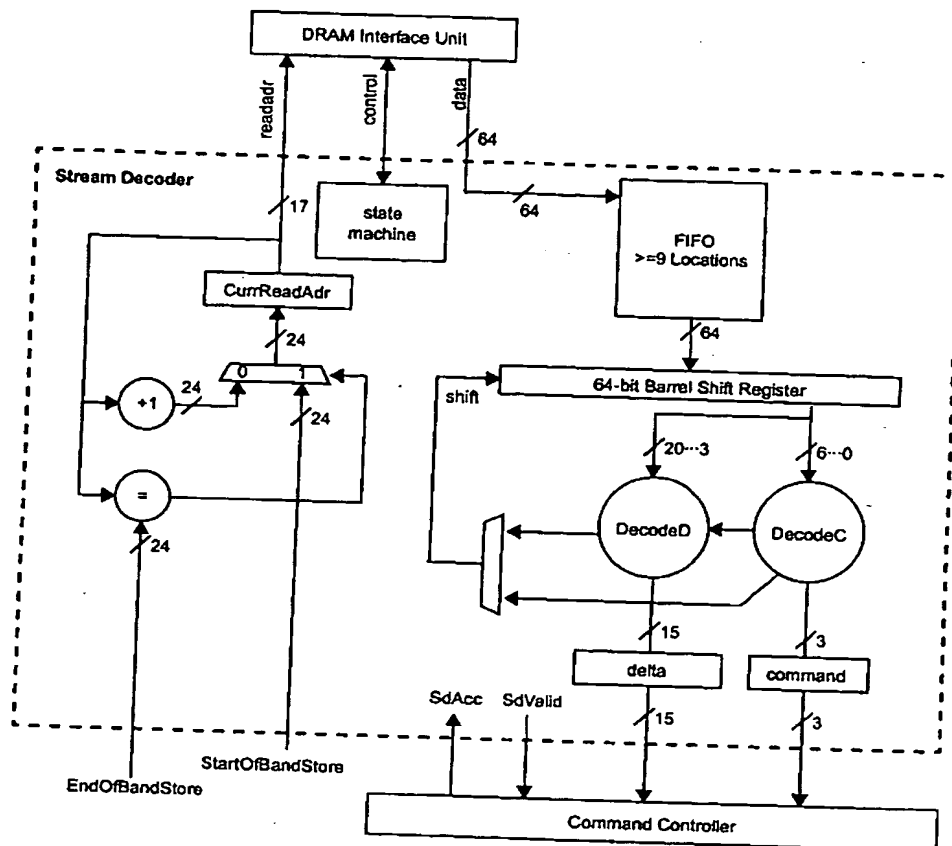 DRAM Interface Unit
readadr
control
data
64
Stream Decoder
17
state
machine
64
FIFO
>=9 Locations
CurrReadAdr
24
64
0 1
64-bit Barrel Shift Register
shift
+1
24
24
20...3
6...0
=
DecodeD
DecodeC
24
15
3
delta
command
SdAcc
SdValid
15
3
StartOfBandStore
EndOfBandStore
Command Controller